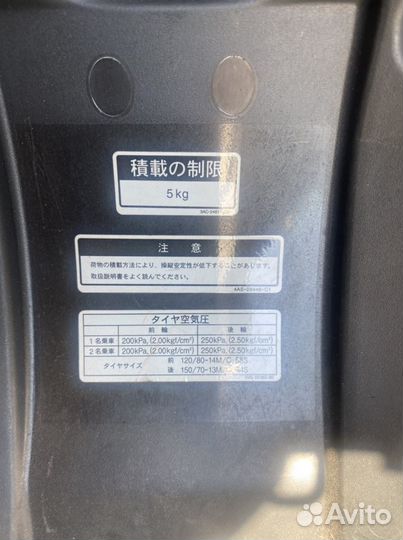 積載の制限
5kg
注意
荷物の積載方法により、操縦安定性が低下することがあります。
取扱説明書をよく読んでください。
タイヤ空気圧
前輪 後輪
1名乗車 200kPa, (2.00kgf/cm²) 250kPa, (2.50kgf/cm²)
2名乗車 200kPa, (2.00kgf/cm²) 250kPa, (2.50kgf/cm²)
タイヤサイズ 前 120/80-14M/C 58S
後 150/70-13M/C 64S
Avito